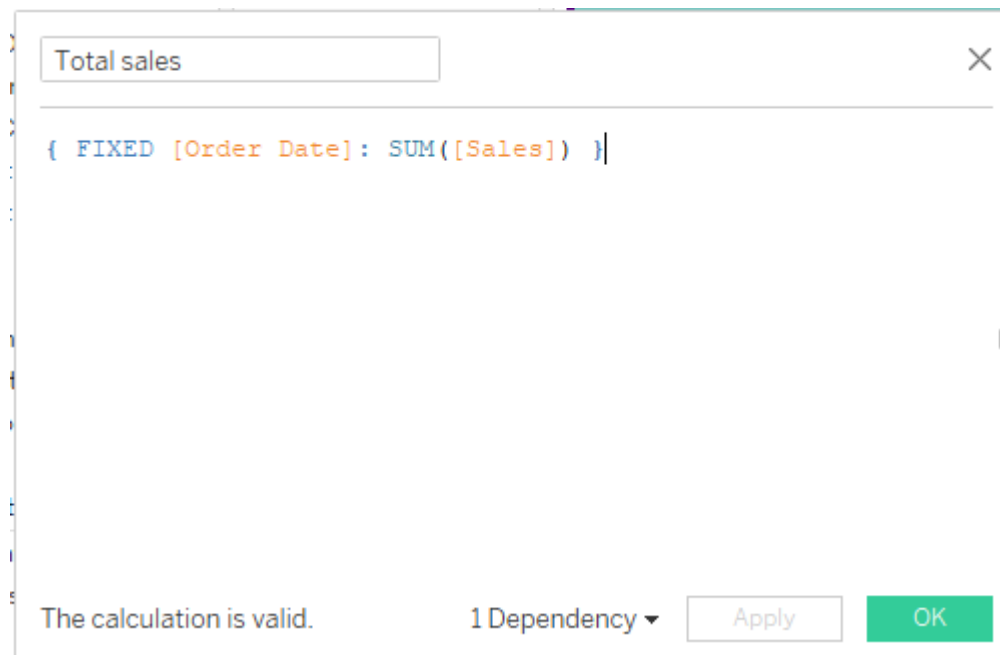 Total sales
{ FIXED [Order Date]: SUM([Sales]) }
The calculation is valid.
1 Dependency
Apply
OK